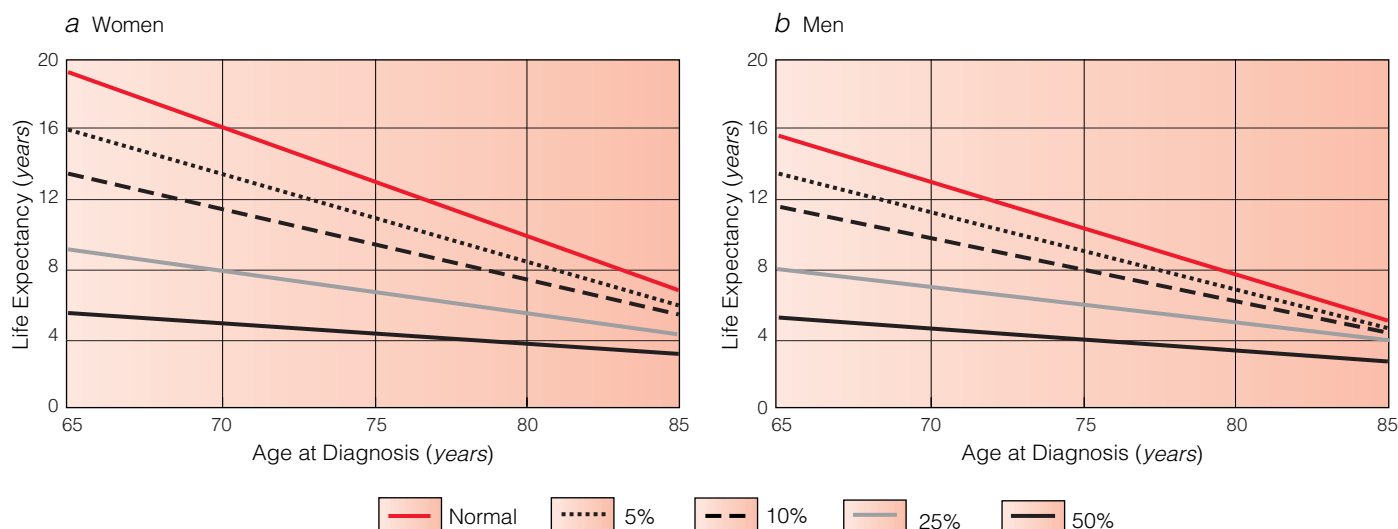 a Women
20
16
12
8
4
0
Life Expectancy (years)
65 70 75 80 85
Age at Diagnosis (years)
b Men
20
16
12
8
4
0
Life Expectancy (years)
65 70 75 80 85
Age at Diagnosis (years)
Normal 5% 10% 25% 50%